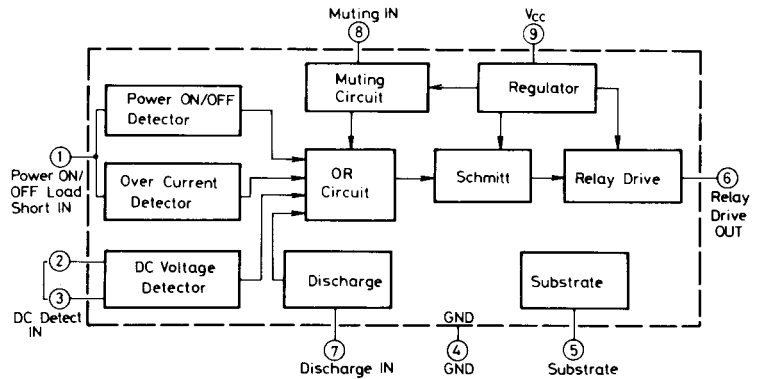 Muting IN
8
VCC
9
Muting
Circuit
Regulator
Power ON/OFF
Detector
1
Power ON/
OFF Load
Short IN
Over Current
Detector
OR
Circuit
Schmitt
Relay Drive
6
Relay
Drive
OUT
2
3
DC Detect
IN
DC Voltage
Detector
Discharge
Substrate
GND
7
Discharge IN
4
GND
5
Substrate